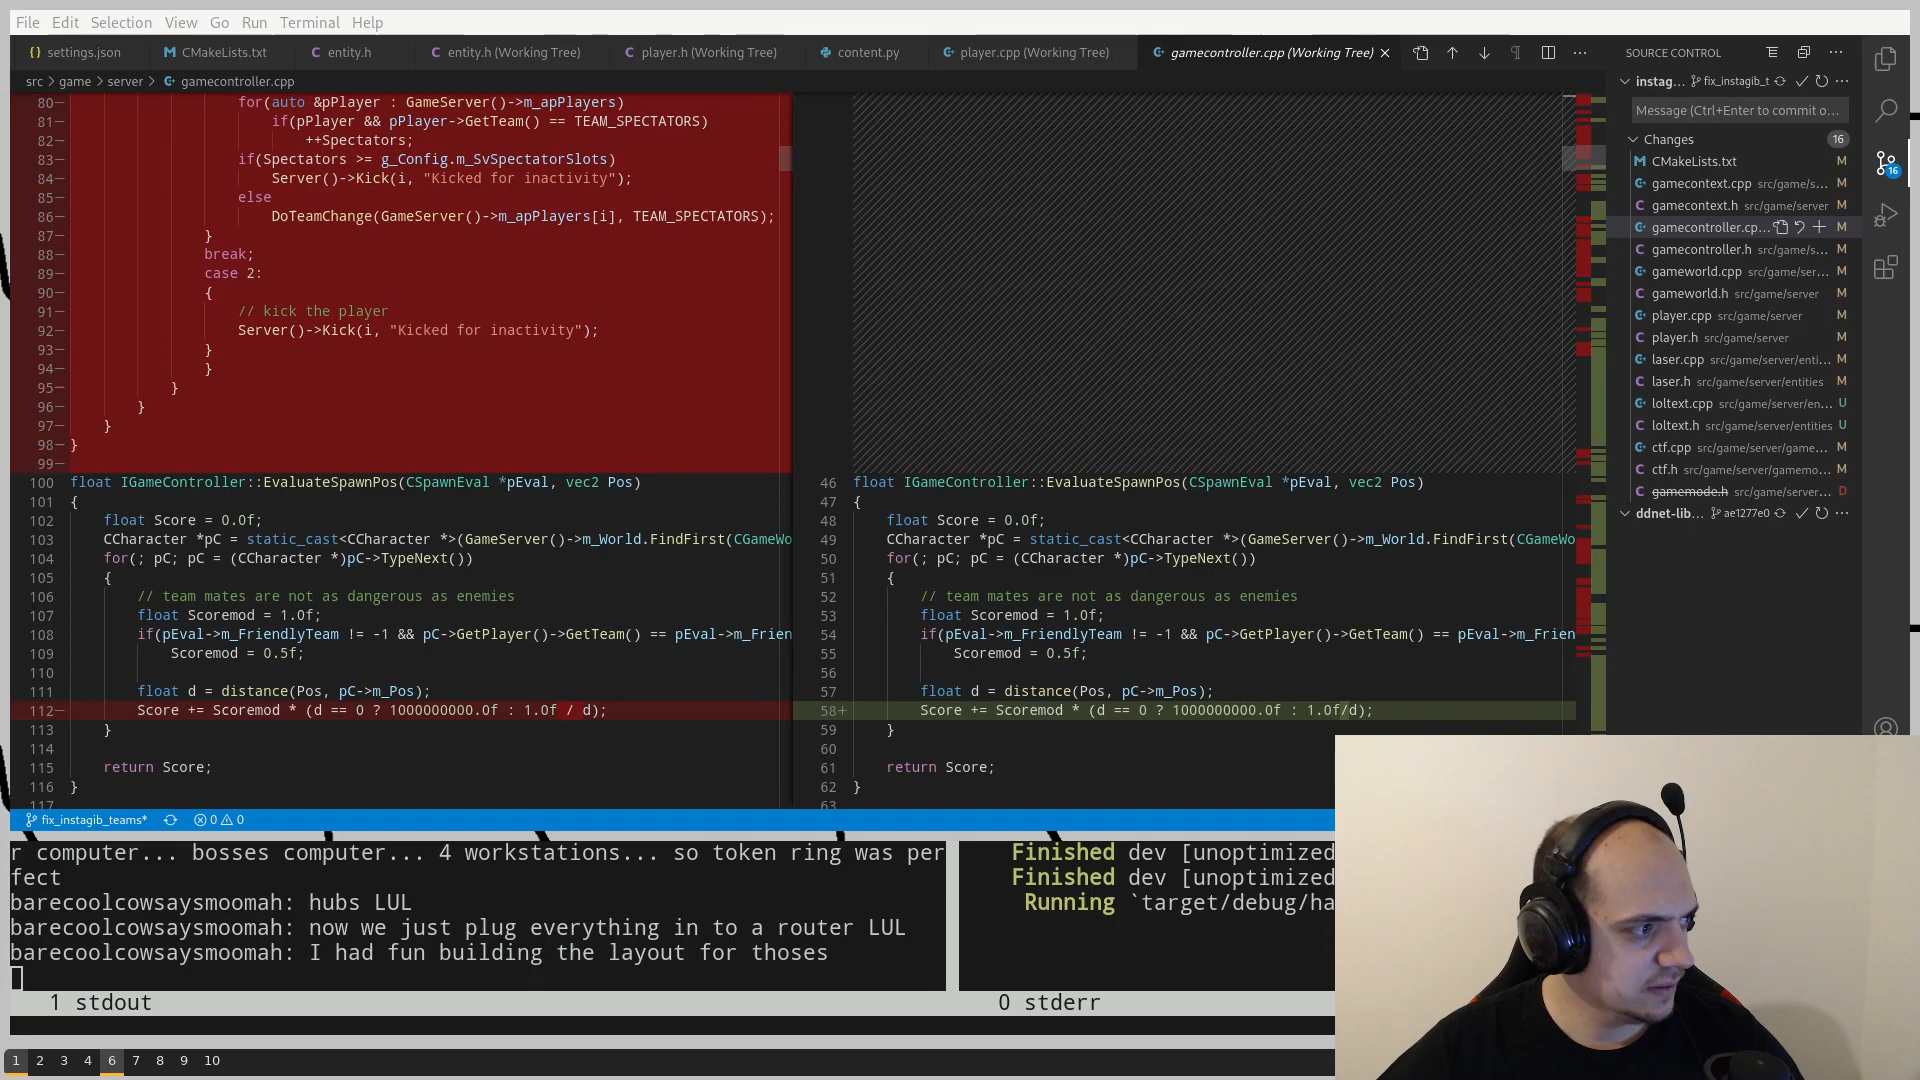 File Edit Selection View Go Run Terminal Help
settings.json CMakeLists.txt entity.h entity.h (Working Tree) player.h (Working Tree) content.py player.cpp (Working Tree) gamecontroller.cpp (Working Tree)
SOURCE CONTROL
src > game > server > gamecontroller.cpp
80 for(auto &pPlayer : GameServer()->m_apPlayers)
81 if(pPlayer && pPlayer->GetTeam() == TEAM_SPECTATORS)
82 ++Spectators;
83 if(Spectators >= g_Config.m_SvSpectatorSlots)
84 Server()->Kick(i, "Kicked for inactivity");
85 else
86 DoTeamChange(GameServer()->m_apPlayers[i], TEAM_SPECTATORS);
87 }
88 break;
89 case 2:
90 {
91 // kick the player
92 Server()->Kick(i, "Kicked for inactivity");
93 }
94 }
95 }
96 }
97 }
98 }
99
100 float IGameController::EvaluateSpawnPos(CSpawnEval *pEval, vec2 Pos)
101 {
102 float Score = 0.0f;
103 CCharacter *pC = static_cast<CCharacter *>(GameServer()->m_World.FindFirst(CGameWo
104 for(; pC; pC = (CCharacter *)pC->TypeNext())
105 {
106 // team mates are not as dangerous as enemies
107 float Scoremod = 1.0f;
108 if(pEval->m_FriendlyTeam != -1 && pC->GetPlayer()->GetTeam() == pEval->m_Frien
109 Scoremod = 0.5f;
110
111 float d = distance(Pos, pC->m_Pos);
112 Score += Scoremod * (d == 0 ? 1000000000.0f : 1.0f / d);
113 }
114
115 return Score;
116 }
117
46 float IGameController::EvaluateSpawnPos(CSpawnEval *pEval, vec2 Pos)
47 {
48 float Score = 0.0f;
49 CCharacter *pC = static_cast<CCharacter *>(GameServer()->m_World.FindFirst(CGameWo
50 for(; pC; pC = (CCharacter *)pC->TypeNext())
51 {
52 // team mates are not as dangerous as enemies
53 float Scoremod = 1.0f;
54 if(pEval->m_FriendlyTeam != -1 && pC->GetPlayer()->GetTeam() == pEval->m_Frien
55 Scoremod = 0.5f;
56
57 float d = distance(Pos, pC->m_Pos);
58+ Score += Scoremod * (d == 0 ? 1000000000.0f : 1.0f/d);
59 }
60
61 return Score;
62 }
63
instag... fix_instagib_t
Message (Ctrl+Enter to commit o...
Changes 16
CMakeLists.txt M
gamecontext.cpp src/game/s... M
gamecontext.h src/game/server M
gamecontroller.cp... M
gamecontroller.h src/game/s... M
gameworld.cpp src/game/ser... M
gameworld.h src/game/server M
player.cpp src/game/server M
player.h src/game/server M
laser.cpp src/game/server/enti... M
laser.h src/game/server/entities M
loltext.cpp src/game/server/en... U
loltext.h src/game/server/entities U
ctf.cpp src/game/server/game... M
ctf.h src/game/server/gamemo... M
gamemode.h src/game/server... D
ddnet-lib... ae1277e0
16
fix_instagib_teams* 0 0
r computer... bosses computer... 4 workstations... so token ring was per
fect
barecoolcowsaysmoomah: hubs LUL
barecoolcowsaysmoomah: now we just plug everything in to a router LUL
barecoolcowsaysmoomah: I had fun building the layout for thoses
1 stdout
Finished dev [unoptimized
Finished dev [unoptimized
Running `target/debug/ha
0 stderr
1 2 3 4 6 7 8 9 10